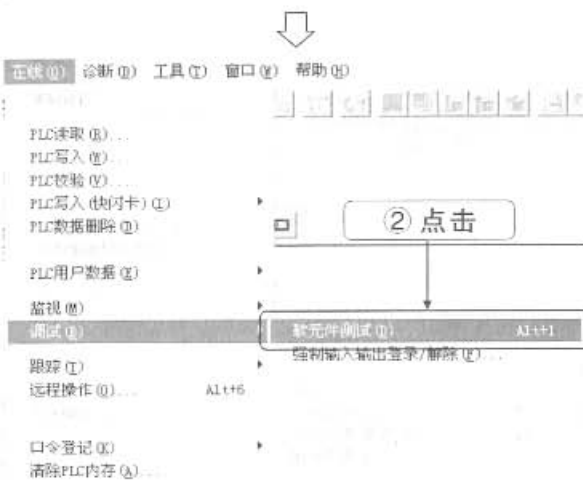 在线(O) 诊断(D) 工具(T) 窗口(W) 帮助(H)
PLC读取(R)...
PLC写入(W)...
PLC校验(V)...
PLC写入(快闪卡)(I)
PLC数据删除(D)
② 点击
PLC用户数据(E)
监视(M)
调试(B) 软元件测试(D) Alt+1
强制输入输出登录/解除(F)...
跟踪(T)
远程操作(O)... Alt+6
口令登记(K)
清除PLC内存(A)...